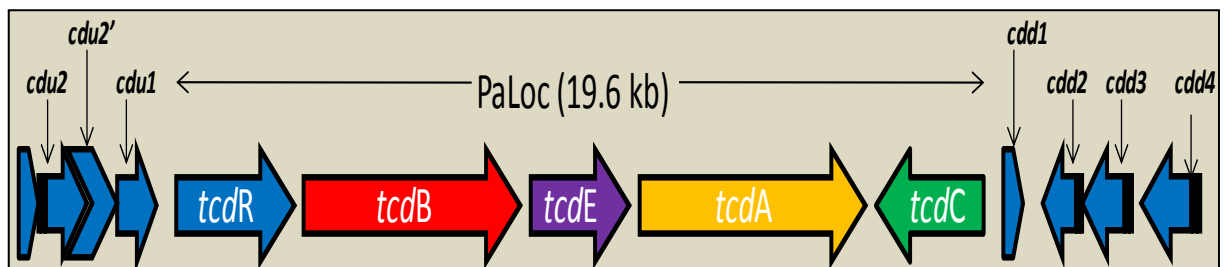 cdu2’
cdd1
cdu2
cdu1
PaLoc (19.6 kb)
cdd2
cdd3
cdd4
tcdR
tcdB
tcdE
tcdA
tcdC